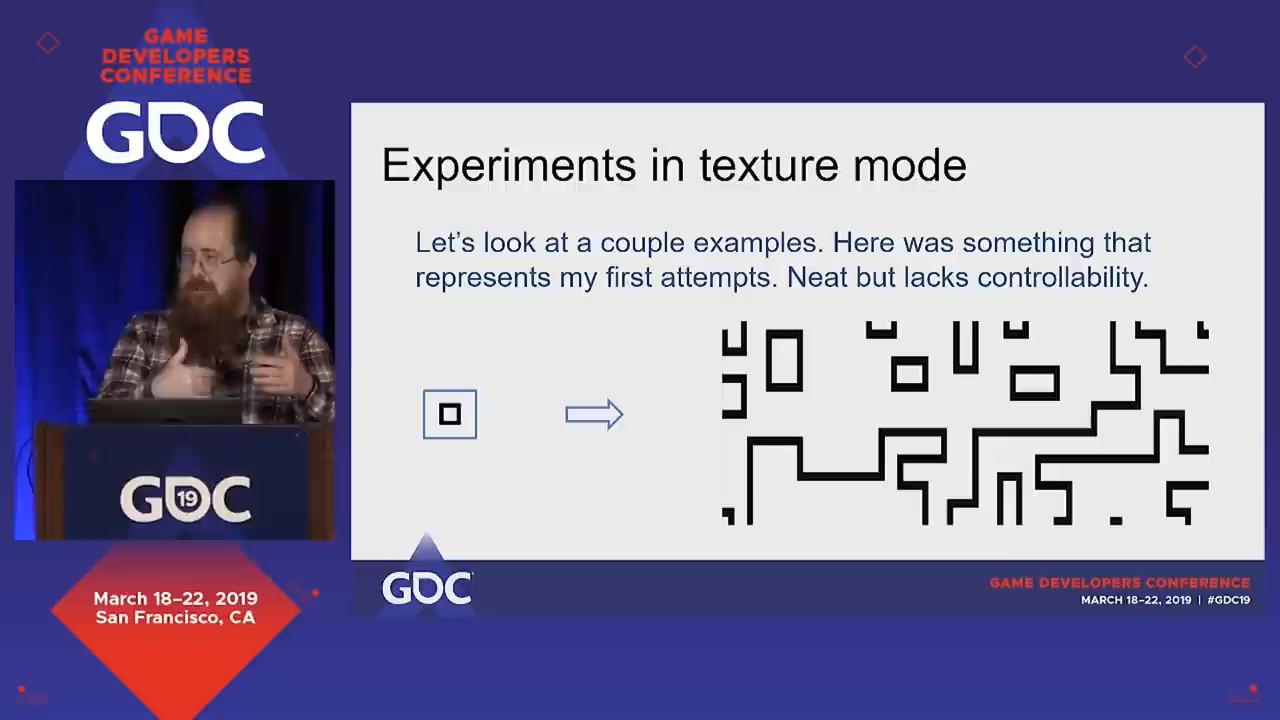 GAME
DEVELOPERS
CONFERENCE
GDC
Experiments in texture mode
Let's look at a couple examples. Here was something that
represents my first attempts. Neat but lacks controllability.
GDC 19
March 18–22, 2019
San Francisco, CA
GDC
GAME DEVELOPERS CONFERENCE
MARCH 18–22, 2019 | #GDC19